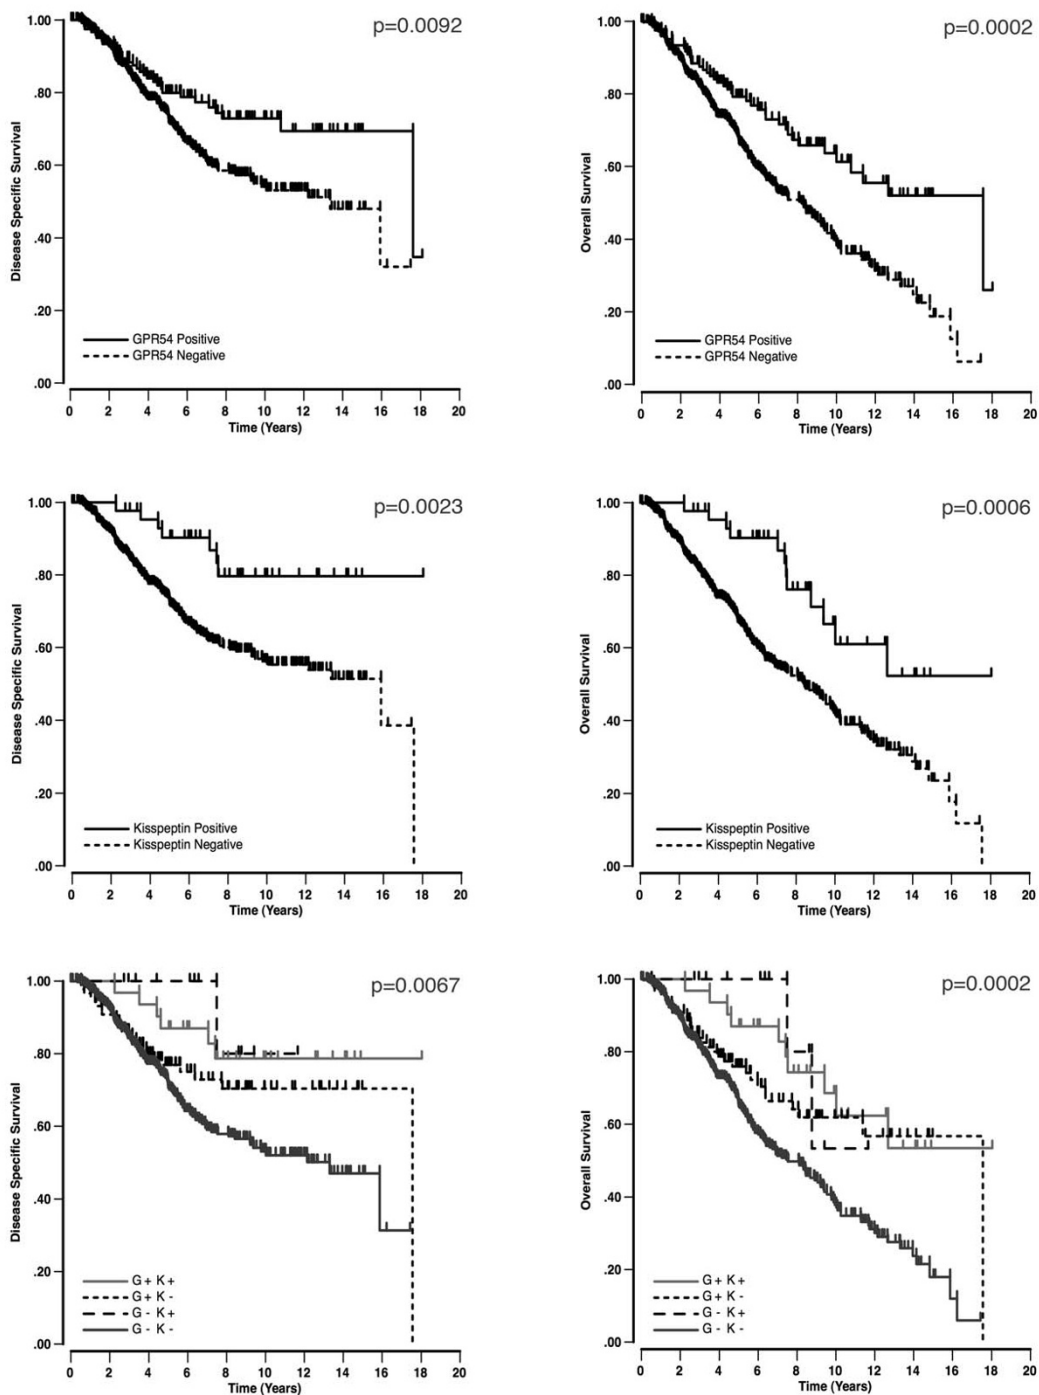 p=0.0092
Disease Specific Survival
1.00
.80
.60
.40
.20
.00
GPR54 Positive
GPR54 Negative
0 2 4 6 8 10 12 14 16 18 20
Time (Years)
p=0.0002
Overall Survival
1.00
.80
.60
.40
.20
.00
GPR54 Positive
GPR54 Negative
0 2 4 6 8 10 12 14 16 18 20
Time (Years)
p=0.0023
Disease Specific Survival
1.00
.80
.60
.40
.20
.00
Kisspeptin Positive
Kisspeptin Negative
0 2 4 6 8 10 12 14 16 18 20
Time (Years)
p=0.0006
Overall Survival
1.00
.80
.60
.40
.20
.00
Kisspeptin Positive
Kisspeptin Negative
0 2 4 6 8 10 12 14 16 18 20
Time (Years)
p=0.0067
Disease Specific Survival
1.00
.80
.60
.40
.20
.00
G + K +
G + K -
G - K +
G - K -
0 2 4 6 8 10 12 14 16 18 20
Time (Years)
p=0.0002
Overall Survival
1.00
.80
.60
.40
.20
.00
G + K +
G + K -
G - K +
G - K -
0 2 4 6 8 10 12 14 16 18 20
Time (Years)